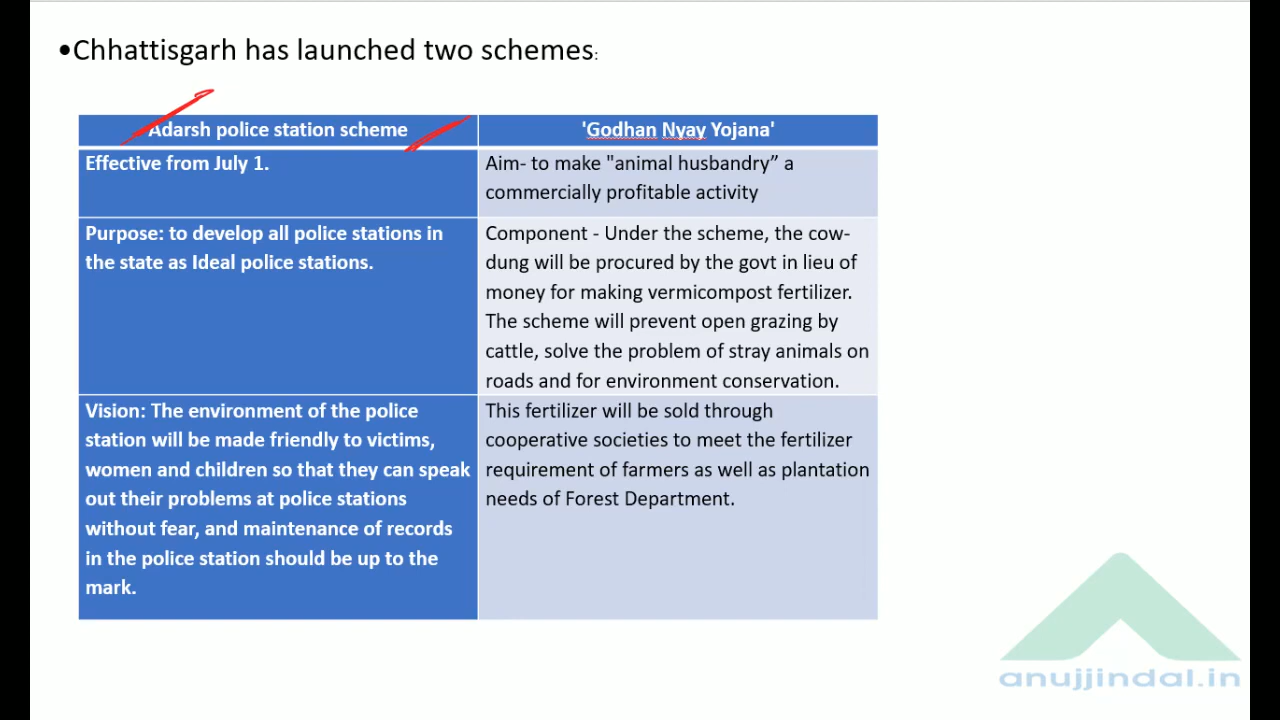 •Chhattisgarh has launched two schemes:
Adarsh police station scheme
'Godhan Nyay Yojana'
Effective from July 1.
Aim- to make "animal husbandry” a
commercially profitable activity
Purpose: to develop all police stations in
the state as Ideal police stations.
Component - Under the scheme, the cow-
dung will be procured by the govt in lieu of
money for making vermicompost fertilizer.
The scheme will prevent open grazing by
cattle, solve the problem of stray animals on
roads and for environment conservation.
Vision: The environment of the police
station will be made friendly to victims,
women and children so that they can speak
out their problems at police stations
without fear, and maintenance of records
in the police station should be up to the
mark.
This fertilizer will be sold through
cooperative societies to meet the fertilizer
requirement of farmers as well as plantation
needs of Forest Department.
anujjindal.in